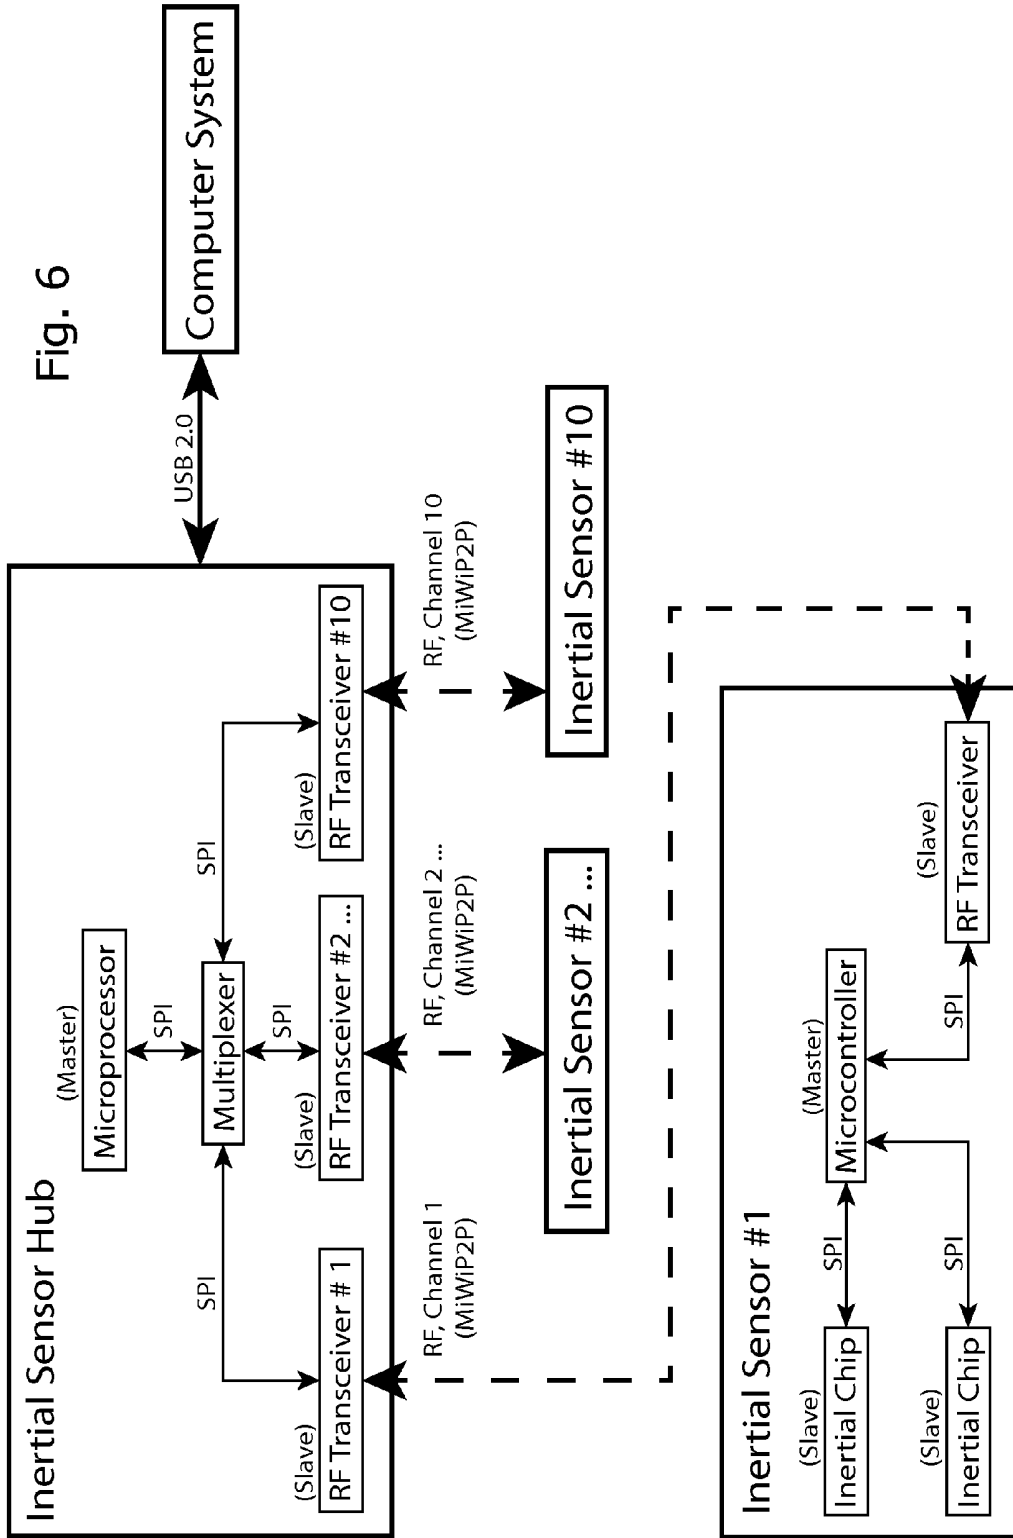 Fig. 6
Inertial Sensor Hub
(Master)
Microprocessor
SPI
SPI
Multiplexer
SPI
SPI
(Slave)
RF Transceiver # 1
(Slave)
RF Transceiver #2 ...
(Slave)
RF Transceiver #10
USB 2.0
Computer System
RF, Channel 1
(MiWiP2P)
RF, Channel 2 ...
(MiWiP2P)
RF, Channel 10
(MiWiP2P)
Inertial Sensor #2 ...
Inertial Sensor #10
Inertial Sensor #1
(Slave)
Inertial Chip
SPI
(Master)
Microcontroller
(Slave)
Inertial Chip
SPI
SPI
(Slave)
RF Transceiver